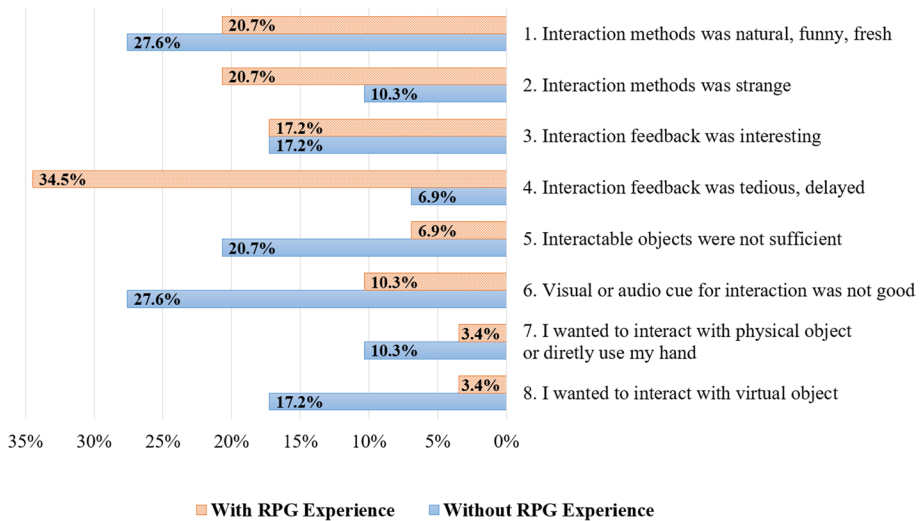 20.7%
27.6%
1. Interaction methods was natural, funny, fresh
20.7%
10.3%
2. Interaction methods was strange
17.2%
17.2%
3. Interaction feedback was interesting
34.5%
6.9%
4. Interaction feedback was tedious, delayed
6.9%
20.7%
5. Interactable objects were not sufficient
10.3%
27.6%
6. Visual or audio cue for interaction was not good
3.4%
10.3%
7. I wanted to interact with physical object
or diretly use my hand
3.4%
17.2%
8. I wanted to interact with virtual object
35% 30% 25% 20% 15% 10% 5% 0%
With RPG Experience Without RPG Experience